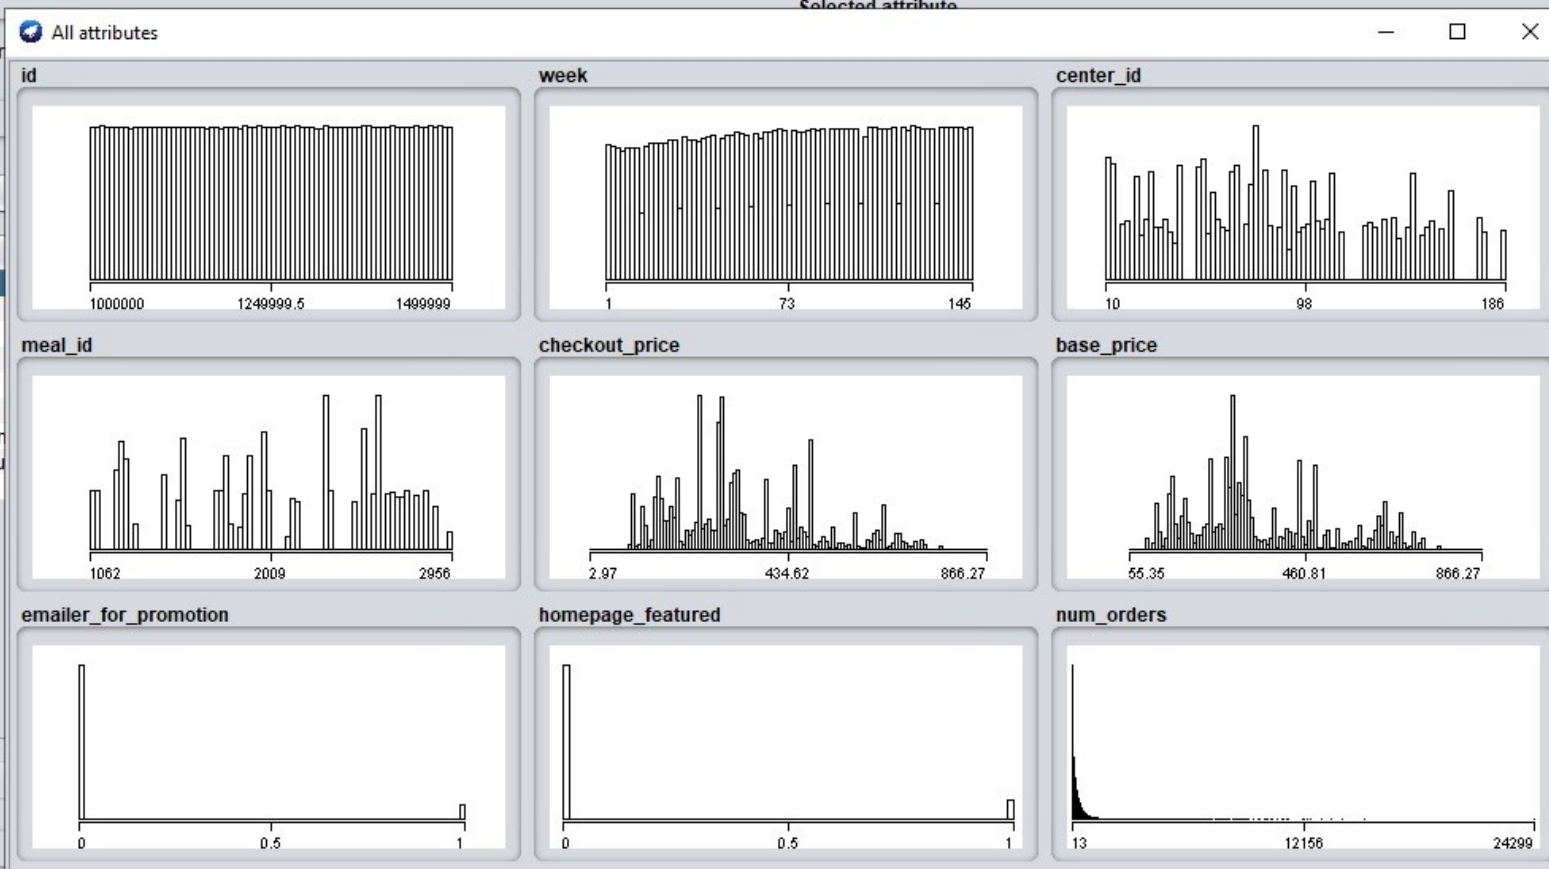 Selected attribute
All attributes
id
week
center_id
1000000 1249999.5 1499999
1 73 145
10 98 186
meal_id
checkout_price
base_price
1062 2009 2956
2.97 434.62 866.27
55.35 460.81 866.27
emailer_for_promotion
homepage_featured
num_orders
0 0.5 1
0 0.5 1
13 12156 24299